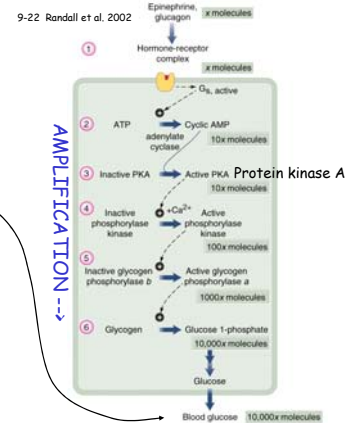 9-22 Randall et al. 2002
Epinephrine,
glucagon
x molecules
1
Hormone-receptor
complex
x molecules
Gs, active
2
ATP
Cyclic AMP
adenylate
cyclase
10x molecules
3
Inactive PKA
Active PKA
Protein kinase A
10x molecules
4
+Ca2+
Inactive
phosphorylase
kinase
Active
phosphorylase
kinase
100x molecules
5
Inactive glycogen
phosphorylase b
Active glycogen
phosphorylase a
1000x molecules
6
Glycogen
Glucose 1-phosphate
10,000x molecules
Glucose
Blood glucose
10,000x molecules
AMPLIFICATION -->